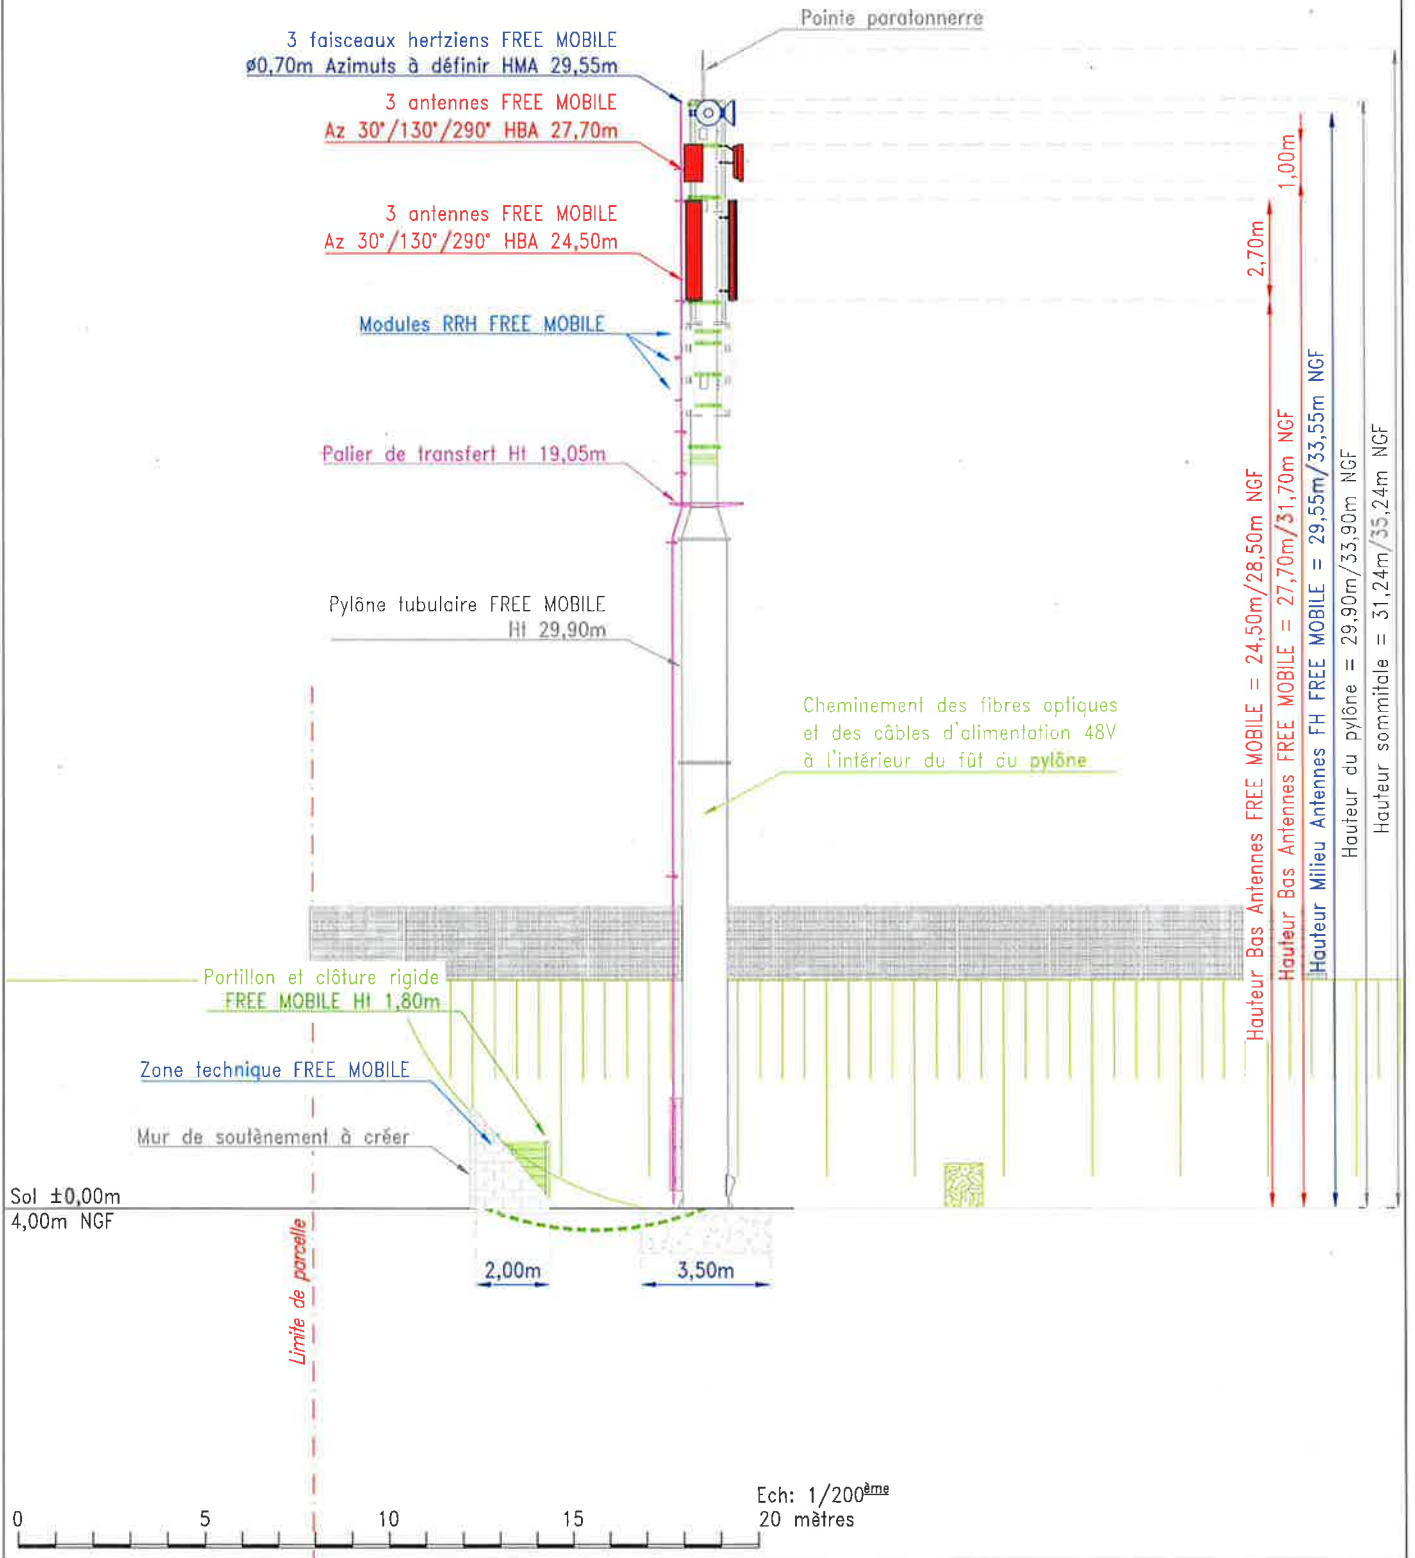 Pointe paratonnerre
3 faisceaux hertziens FREE MOBILE
ø0,70m Azimuts à définir HMA 29,55m
3 antennes FREE MOBILE
Az 30°/130°/290° HBA 27,70m
3 antennes FREE MOBILE
Az 30°/130°/290° HBA 24,50m
Modules RRH FREE MOBILE
Palier de transfert Ht 19,05m
Pylône tubulaire FREE MOBILE
Ht 29,90m
Cheminement des fibres optiques
et des câbles d'alimentation 48V
à l'intérieur du fût du pylône
Portillon et clôture rigide
FREE MOBILE Ht 1,80m
Zone technique FREE MOBILE
Mur de soutènement à créer
Sol ±0,00m
4,00m NGF
Limite de parcelle
2,00m
3,50m
2,70m
1,00m
Hauteur Bas Antennes FREE MOBILE = 24,50m/28,50m NGF
Hauteur Bas Antennes FREE MOBILE = 27,70m/31,70m NGF
Hauteur Milieu Antennes FH FREE MOBILE = 29,55m/33,55m NGF
Hauteur du pylône = 29,90m/33,90m NGF
Hauteur sommitale = 31,24m/35,24m NGF
Ech: 1/200ème
0 5 10 15 20 mètres